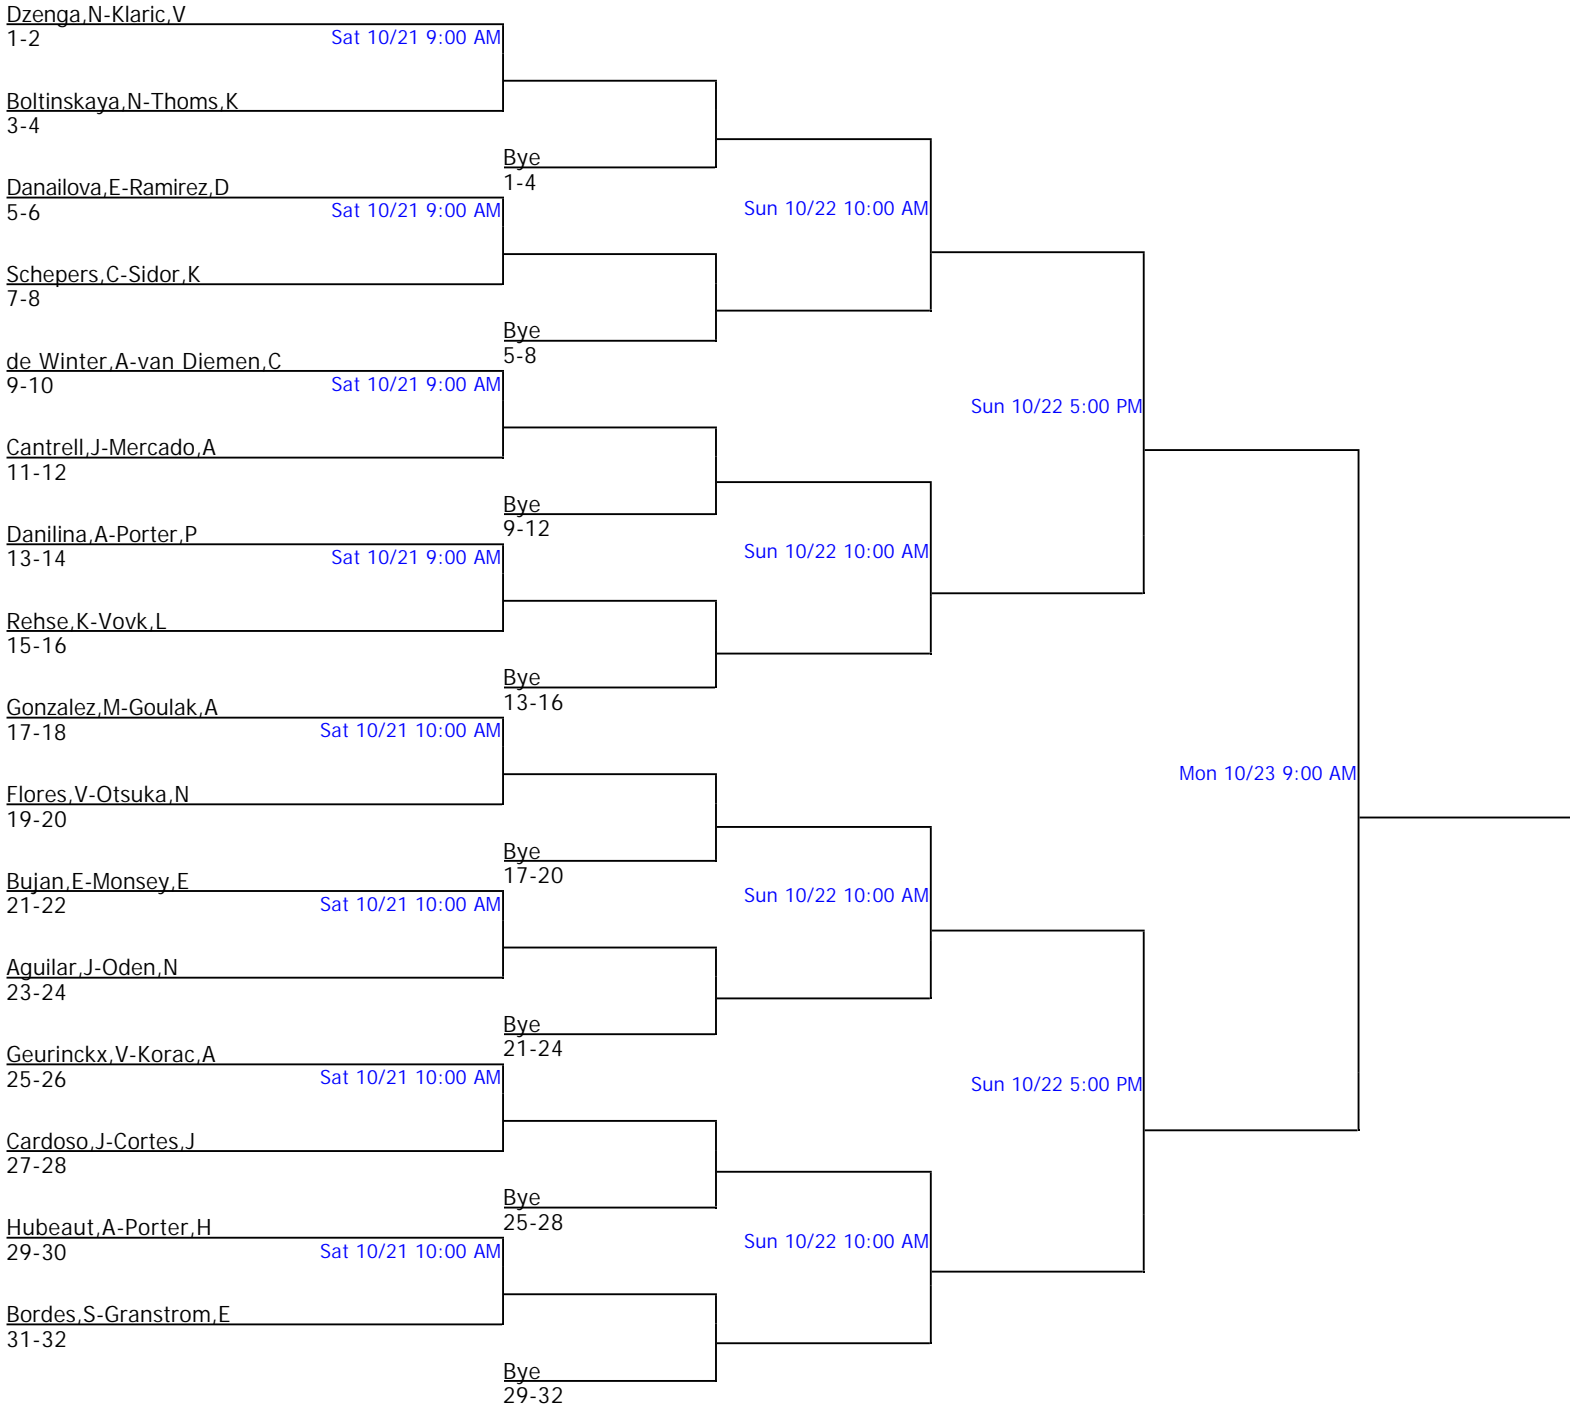 Dzenga,N-Klaric,V
1-2
Sat 10/21 9:00 AM
Boltinskaya,N-Thoms,K
3-4
Bye
1-4
Danailova,E-Ramirez,D
5-6
Sat 10/21 9:00 AM
Sun 10/22 10:00 AM
Schepers,C-Sidor,K
7-8
Bye
5-8
de Winter,A-van Diemen,C
9-10
Sat 10/21 9:00 AM
Sun 10/22 5:00 PM
Cantrell,J-Mercado,A
11-12
Bye
9-12
Danilina,A-Porter,P
13-14
Sat 10/21 9:00 AM
Sun 10/22 10:00 AM
Rehse,K-Vovk,L
15-16
Bye
13-16
Gonzalez,M-Goulak,A
17-18
Sat 10/21 10:00 AM
Mon 10/23 9:00 AM
Flores,V-Otsuka,N
19-20
Bye
17-20
Bujan,E-Monsey,E
21-22
Sat 10/21 10:00 AM
Sun 10/22 10:00 AM
Aguilar,J-Oden,N
23-24
Bye
21-24
Geurinckx,V-Korac,A
25-26
Sat 10/21 10:00 AM
Sun 10/22 5:00 PM
Cardoso,J-Cortes,J
27-28
Bye
25-28
Hubeaut,A-Porter,H
29-30
Sat 10/21 10:00 AM
Sun 10/22 10:00 AM
Bordes,S-Granstrom,E
31-32
Bye
29-32